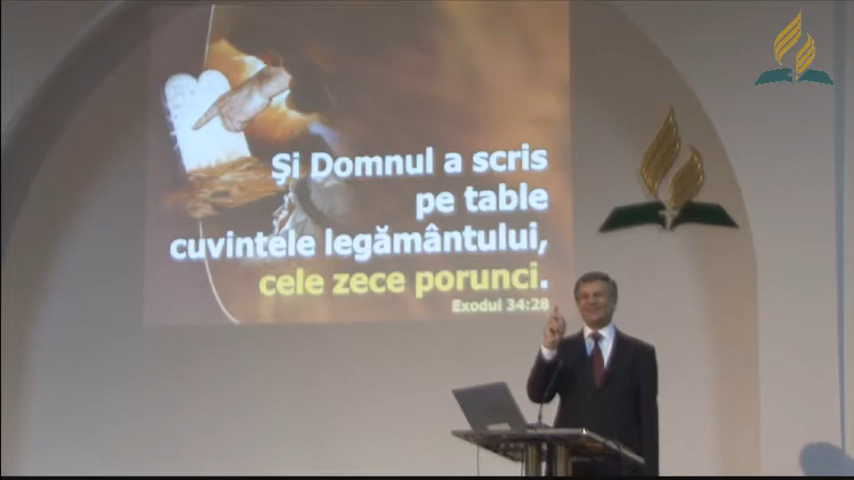 Şi Domnul a scris
pe table
cuvintele legământului,
cele zece porunci.
Exodul 34:28